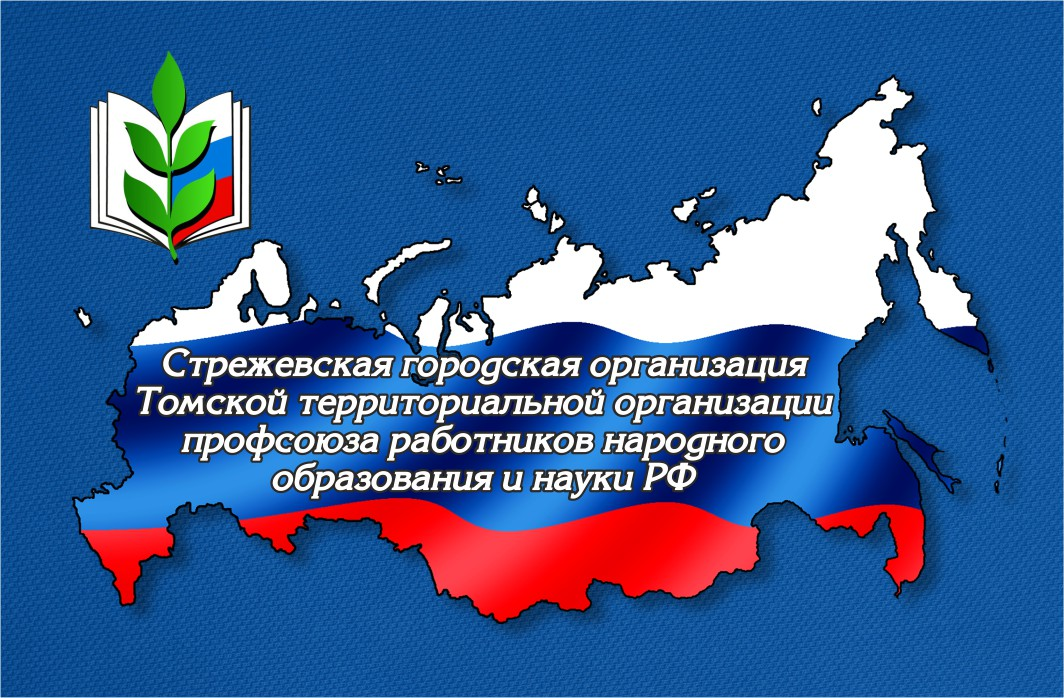 Стрежевская городская организация
Томской территориальной организации
профсоюза работников народного
образования и науки РФ